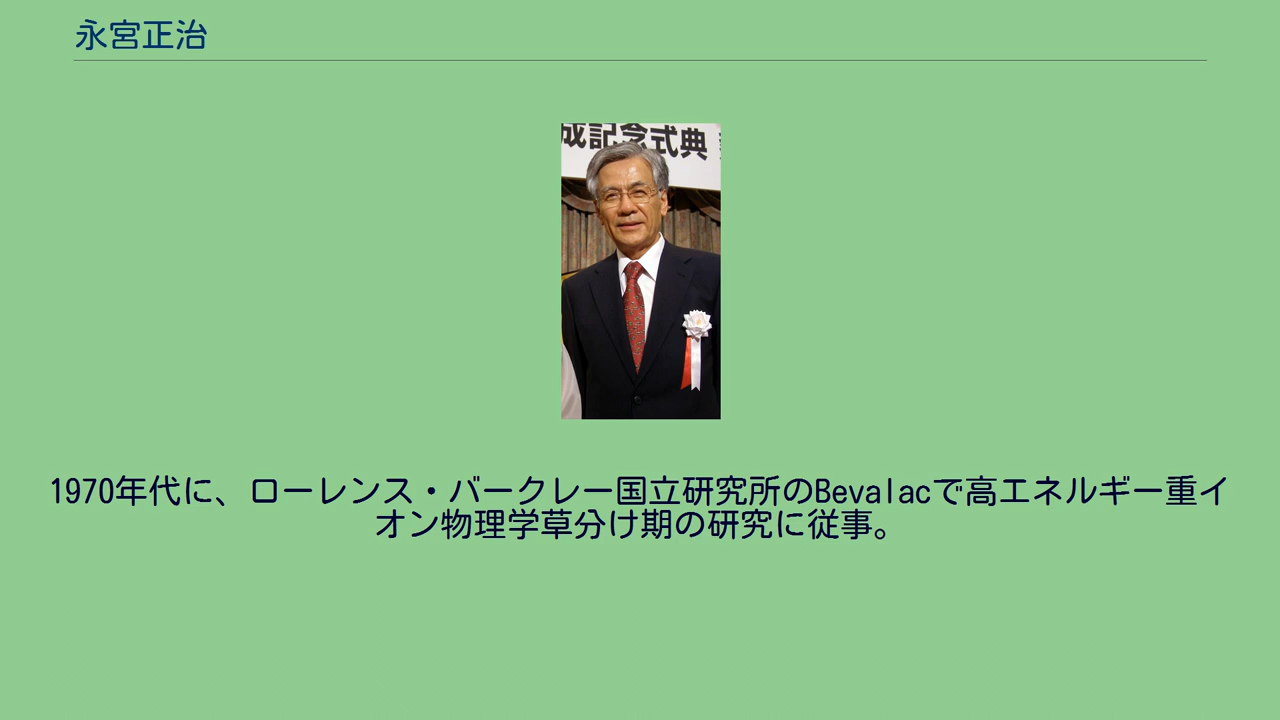 永宮正治
成記念式典
1970年代に、ローレンス・バークレー国立研究所のBevalacで高エネルギー重イ
オン物理学草分け期の研究に従事。